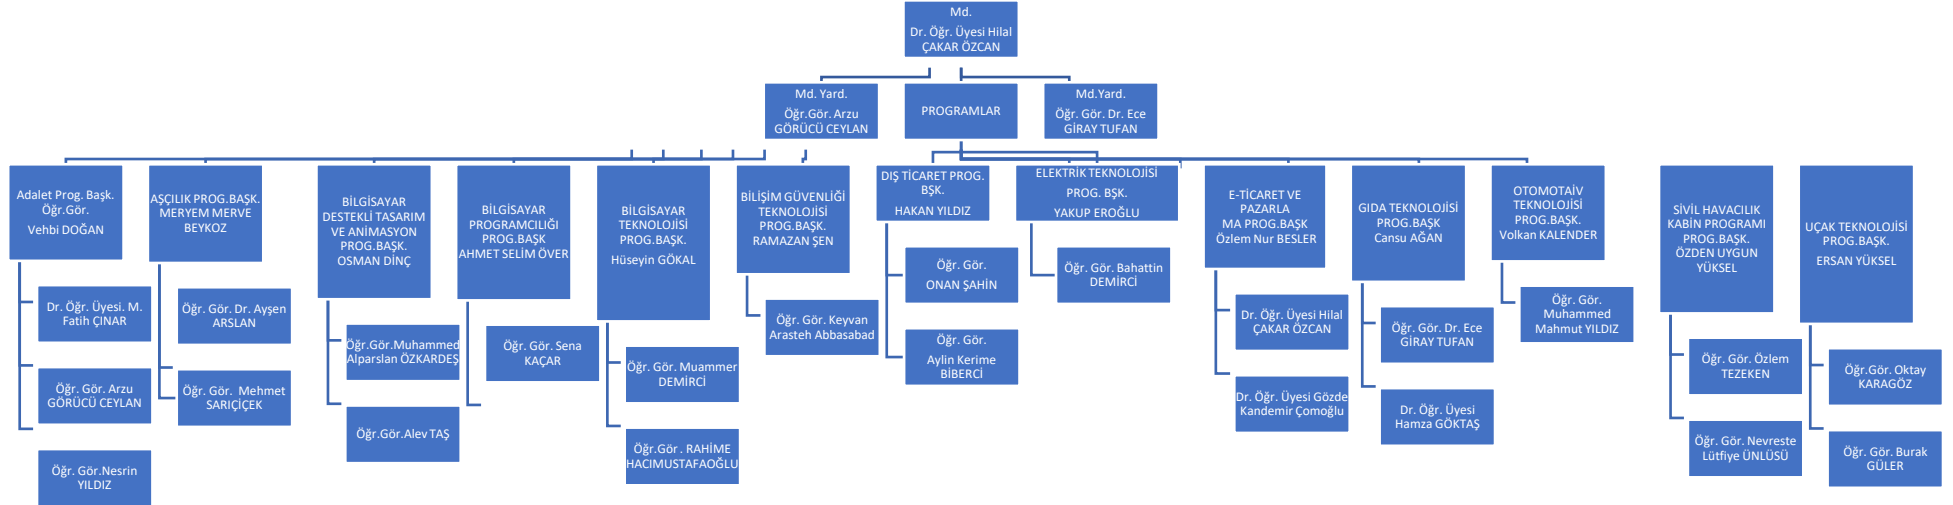 Md.
Dr. Öğr. Üyesi Hilal
ÇAKAR ÖZCAN
Md. Yard.
Öğr.Gör. Arzu
GÖRÜCÜ CEYLAN
PROGRAMLAR
Md.Yard.
Öğr. Gör. Dr. Ece
GİRAY TUFAN
Adalet Prog. Başk.
Öğr.Gör.
Vehbi DOĞAN
Dr. Öğr. Üyesi. M.
Fatih ÇINAR
Öğr. Gör. Arzu
GÖRÜCÜ CEYLAN
Öğr. Gör.Nesrin
YILDIZ
AŞÇILIK PROG.BAŞK.
MERYEM MERVE
BEYKOZ
Öğr. Gör. Dr. Ayşen
ARSLAN
Öğr. Gör. Mehmet
SARIÇİÇEK
BİLGİSAYAR
DESTEKLİ TASARIM
VE ANİMASYON
PROG.BAŞK.
OSMAN DİNÇ
Öğr.Gör.Muhammed
Alparslan ÖZKARDEŞ
Öğr.Gör.Alev TAŞ
BİLGİSAYAR
PROGRAMCILIĞI
PROG.BAŞK
AHMET SELİM ÖVER
Öğr. Gör. Sena
KAÇAR
BİLGİSAYAR
TEKNOLOJİSİ
PROG.BAŞK.
Hüseyin GÖKAL
Öğr. Gör. Muammer
DEMİRCİ
Öğr.Gör . RAHİME
HACIMUSTAFAOĞLU
BİLİŞİM GÜVENLİĞİ
TEKNOLOJİSİ
PROG.BAŞK.
RAMAZAN ŞEN
Öğr. Gör. Keyvan
Arasteh Abbasabad
DIŞ TİCARET PROG.
BŞK.
HAKAN YILDIZ
Öğr. Gör.
ONAN ŞAHİN
Öğr. Gör.
Aylin Kerime
BİBERCİ
ELEKTRİK TEKNOLOJİSİ
PROG. BŞK.
YAKUP EROĞLU
Öğr. Gör. Bahattin
DEMİRCİ
E-TİCARET VE
PAZARLA
MA PROG.BAŞK
Özlem Nur BESLER
Dr. Öğr. Üyesi Hilal
ÇAKAR ÖZCAN
Dr. Öğr. Üyesi Gözde
Kandemir Çomoğlu
GIDA TEKNOLOJİSİ
PROG.BAŞK
Cansu AĞAN
Öğr. Gör. Dr. Ece
GİRAY TUFAN
Dr. Öğr. Üyesi
Hamza GÖKTAŞ
OTOMOTAİV
TEKNOLOJİSİ
PROG.BAŞK.
Volkan KALENDER
Öğr. Gör.
Muhammed
Mahmut YILDIZ
SİVİL HAVACILIK
KABİN PROGRAMI
PROG.BAŞK.
ÖZDEN UYGUN
YÜKSEL
Öğr. Gör. Özlem
TEZEKEN
Öğr. Gör. Nevreste
Lütfiye ÜNLÜSÜ
UÇAK TEKNOLOJİSİ
PROG.BAŞK.
ERSAN YÜKSEL
Öğr.Gör. Oktay
KARAGÖZ
Öğr. Gör. Burak
GÜLER